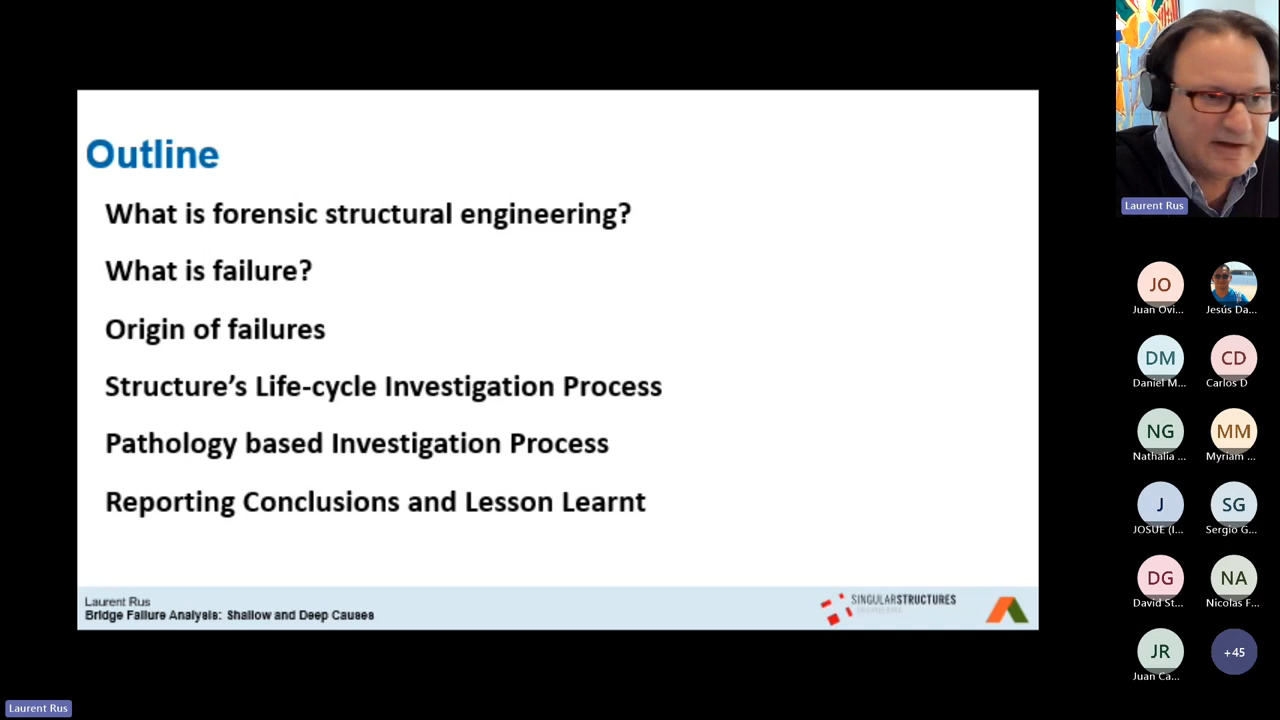 Outline
What is forensic structural engineering?
What is failure?
Origin of failures
Structure's Life-cycle Investigation Process
Pathology based Investigation Process
Reporting Conclusions and Lesson Learnt
Laurent Rus
Bridge Failure Analysis: Shallow and Deep Causes
SINGULARSTRUCTURES
Laurent Rus
JO
Juan Ovi...
Jesús Da...
DM
Daniel M...
CD
Carlos D
NG
Nathalia ...
MM
Myriam ...
J
JOSUE (I...
SG
Sergio G...
DG
David St...
NA
Nicolas F...
JR
Juan Ca...
+45
Laurent Rus